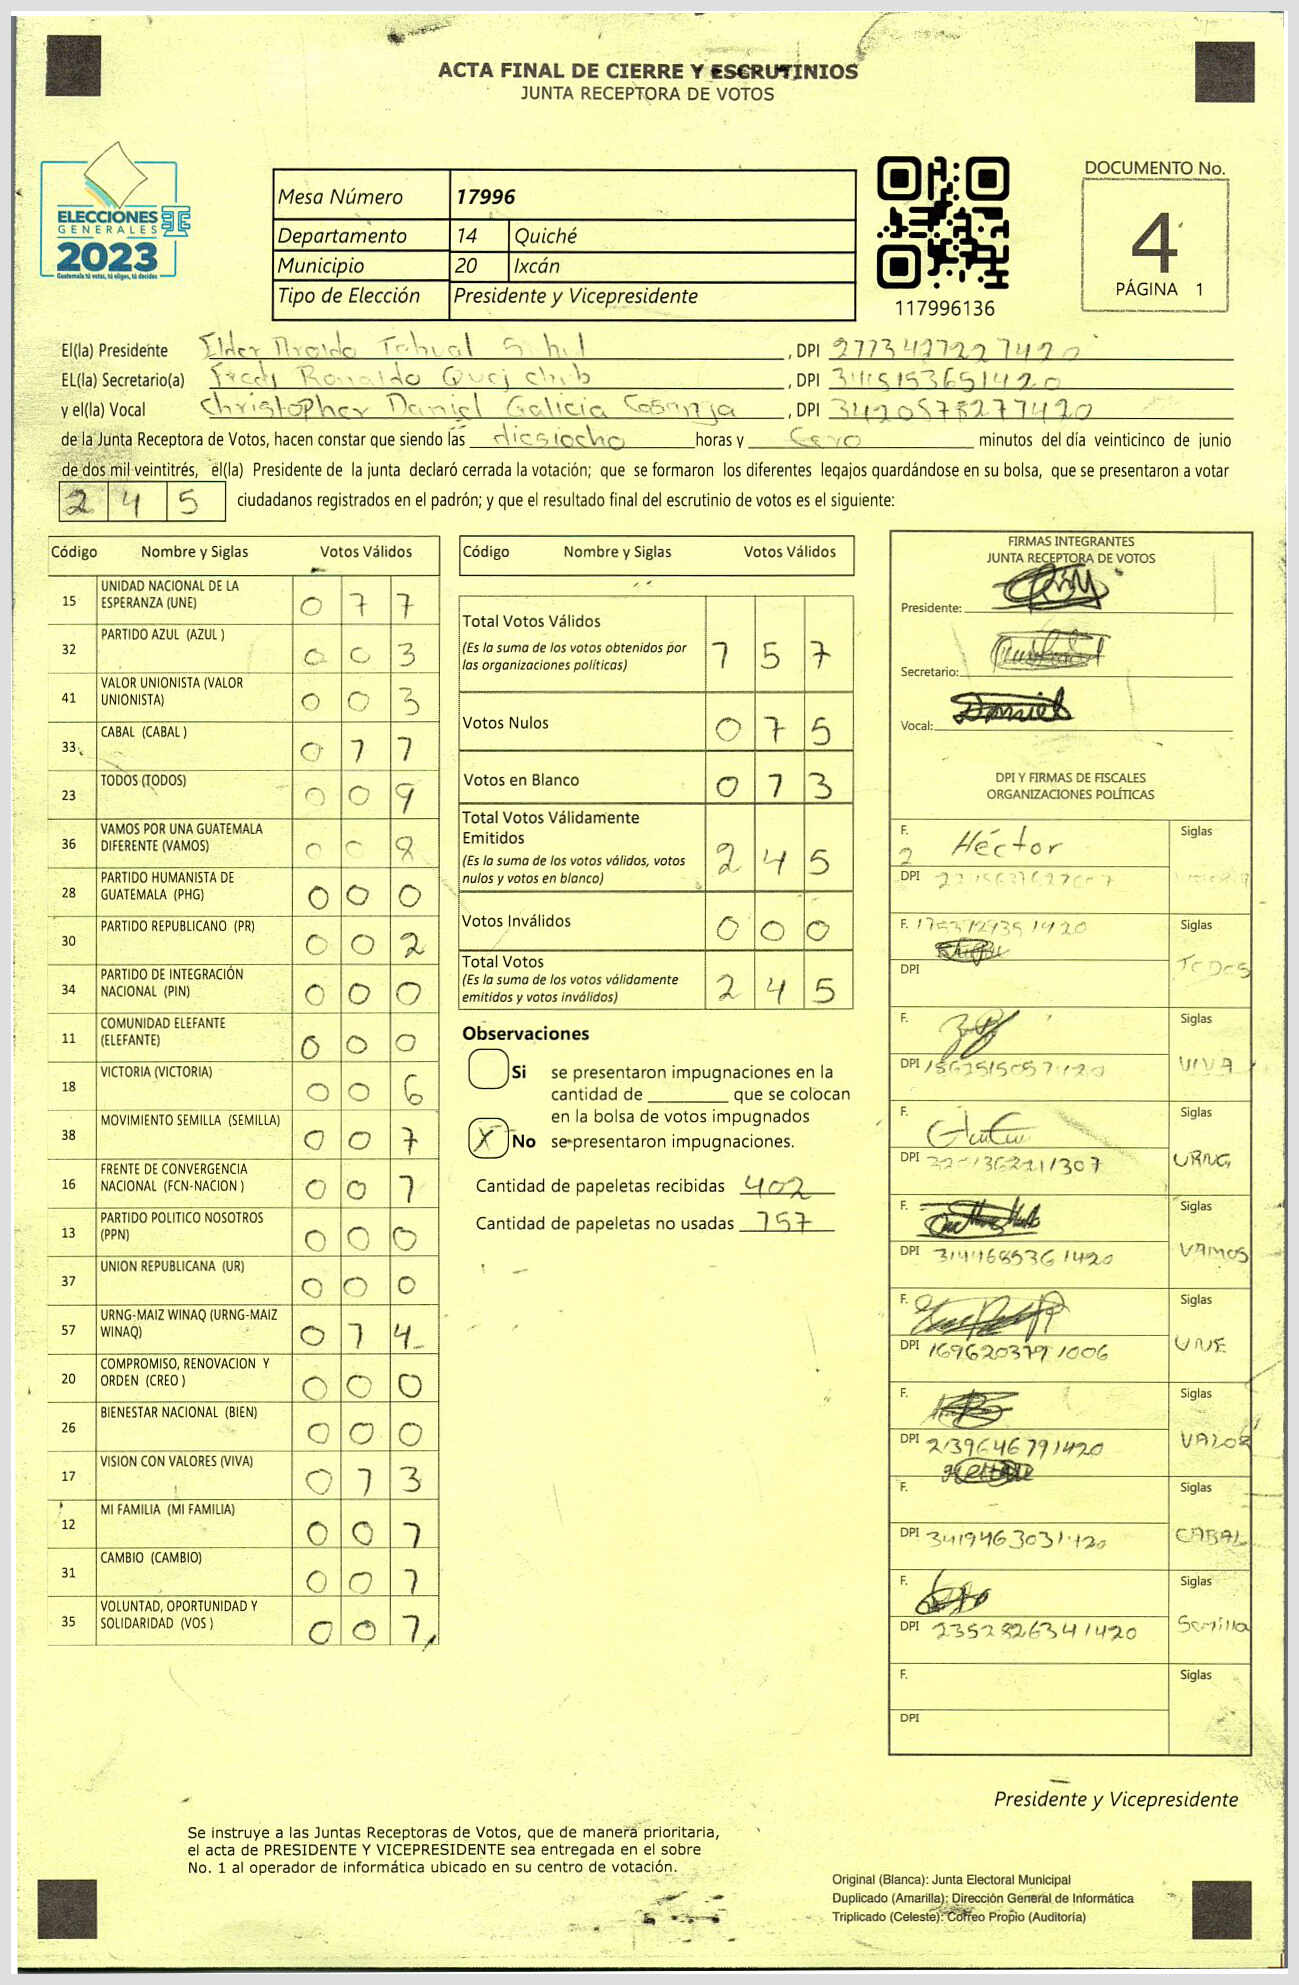 ACTA FINAL DE CIERRE Y ESCRUTINIOS
JUNTA RECEPTORA DE VOTOS
ELECCIONES
GENERALES
2023
Guatemala tú votas, tú eliges, tú decides
Mesa Número 17996
Departamento 14 Quiché
Municipio 20 Ixcán
Tipo de Elección Presidente y Vicepresidente
117996136
DOCUMENTO No.
4
PÁGINA 1
El(la) Presidente Elder , DPI
EL(la) Secretario(a) Fredy Ronaldo Quej chub , DPI 3415153651420
y el(la) Vocal Christopher Daniel Galicia , DPI 3420578271420
de la Junta Receptora de Votos, hacen constar que siendo las diesiocho horas y Cero minutos del día veinticinco de junio
de dos mil veintitrés, el(la) Presidente de la junta declaró cerrada la votación; que se formaron los diferentes legajos guardándose en su bolsa, que se presentaron a votar
2 4 5 ciudadanos registrados en el padrón; y que el resultado final del escrutinio de votos es el siguiente:
Código Nombre y Siglas Votos Válidos
15 UNIDAD NACIONAL DE LA ESPERANZA (UNE) 0 7 7
32 PARTIDO AZUL (AZUL ) 0 0 3
41 VALOR UNIONISTA (VALOR UNIONISTA) 0 0 3
33 CABAL (CABAL ) 0 1 1
23 TODOS (TODOS) 0 0 9
36 VAMOS POR UNA GUATEMALA DIFERENTE (VAMOS) 0 0 8
28 PARTIDO HUMANISTA DE GUATEMALA (PHG) 0 0 0
30 PARTIDO REPUBLICANO (PR) 0 0 2
34 PARTIDO DE INTEGRACIÓN NACIONAL (PIN) 0 0 0
11 COMUNIDAD ELEFANTE (ELEFANTE) 0 0 0
18 VICTORIA (VICTORIA) 0 0 6
38 MOVIMIENTO SEMILLA (SEMILLA) 0 0 7
16 FRENTE DE CONVERGENCIA NACIONAL (FCN-NACION ) 0 0 1
13 PARTIDO POLITICO NOSOTROS (PPN) 0 0 0
37 UNION REPUBLICANA (UR) 0 0 0
57 URNG-MAIZ WINAQ (URNG-MAIZ WINAQ) 0 1 4
20 COMPROMISO, RENOVACION Y ORDEN (CREO ) 0 0 0
26 BIENESTAR NACIONAL (BIEN) 0 0 0
17 VISION CON VALORES (VIVA) 0 1 3
12 MI FAMILIA (MI FAMILIA) 0 0 1
31 CAMBIO (CAMBIO) 0 0 1
35 VOLUNTAD, OPORTUNIDAD Y SOLIDARIDAD (VOS ) 0 0 1
Código Nombre y Siglas Votos Válidos
Total Votos Válidos 1 5 7
(Es la suma de los votos obtenidos por
las organizaciones políticas)
Votos Nulos 0 7 5
Votos en Blanco 0 1 3
Total Votos Válidamente
Emitidos 2 4 5
(Es la suma de los votos válidos, votos
nulos y votos en blanco)
Votos Inválidos 0 0 0
Total Votos 2 4 5
(Es la suma de los votos válidamente
emitidos y votos inválidos)
Observaciones
Si se presentaron impugnaciones en la
cantidad de ________ que se colocan
en la bolsa de votos impugnados
X No se presentaron impugnaciones.
Cantidad de papeletas recibidas 402
Cantidad de papeletas no usadas 157
FIRMAS INTEGRANTES
JUNTA RECEPTORA DE VOTOS
Presidente:
Secretario:
Vocal: Daniel
DPI Y FIRMAS DE FISCALES
ORGANIZACIONES POLÍTICAS
F. Héctor Siglas
2
DPI
F. Siglas TODOS
DPI
F. Siglas VIVA
DPI
F. Siglas URNG
DPI
F. Siglas VAMOS
DPI 3144685361420
F. Siglas UNE
DPI 1696203791006
F. Siglas VALOR
DPI 2139646791420
F. Siglas CABAL
DPI 3419463031420
F. Siglas Semilla
DPI 2352826341420
F. Siglas
DPI
Presidente y Vicepresidente
Se instruye a las Juntas Receptoras de Votos, que de manera prioritaria,
el acta de PRESIDENTE Y VICEPRESIDENTE sea entregada en el sobre
No. 1 al operador de informática ubicado en su centro de votación.
Original (Blanca): Junta Electoral Municipal
Duplicado (Amarilla): Dirección General de Informática
Triplicado (Celeste): Correo Propio (Auditoría)